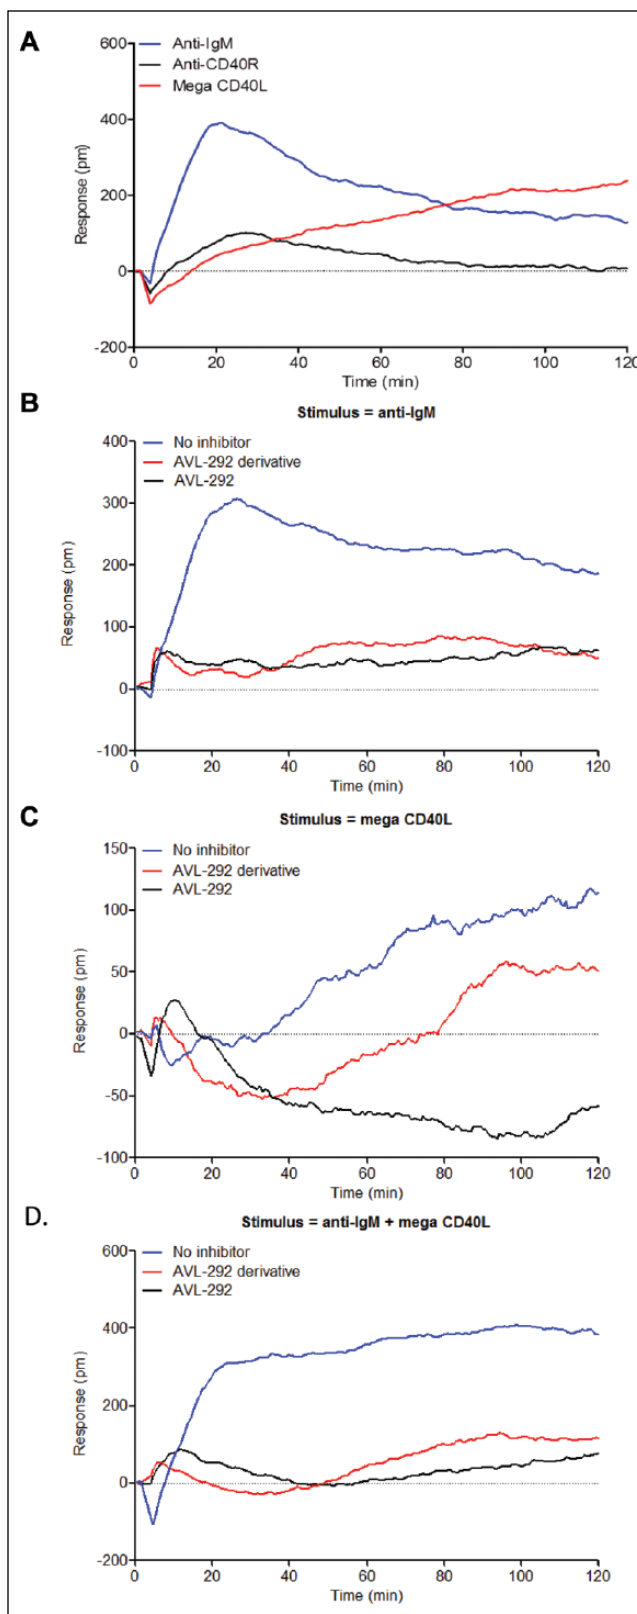 A
600
400
200
0
-200
Response (pm)
Anti-IgM
Anti-CD40R
Mega CD40L
0 20 40 60 80 100 120
Time (min)
B
Stimulus = anti-IgM
400
300
200
100
0
-100
Response (pm)
No inhibitor
AVL-292 derivative
AVL-292
0 20 40 60 80 100 120
Time (min)
C
Stimulus = mega CD40L
150
100
50
0
-50
-100
Response (pm)
No inhibitor
AVL-292 derivative
AVL-292
0 20 40 60 80 100 120
Time (min)
D.
Stimulus = anti-IgM + mega CD40L
600
400
200
0
-200
Response (pm)
No inhibitor
AVL-292 derivative
AVL-292
0 20 40 60 80 100 120
Time (min)